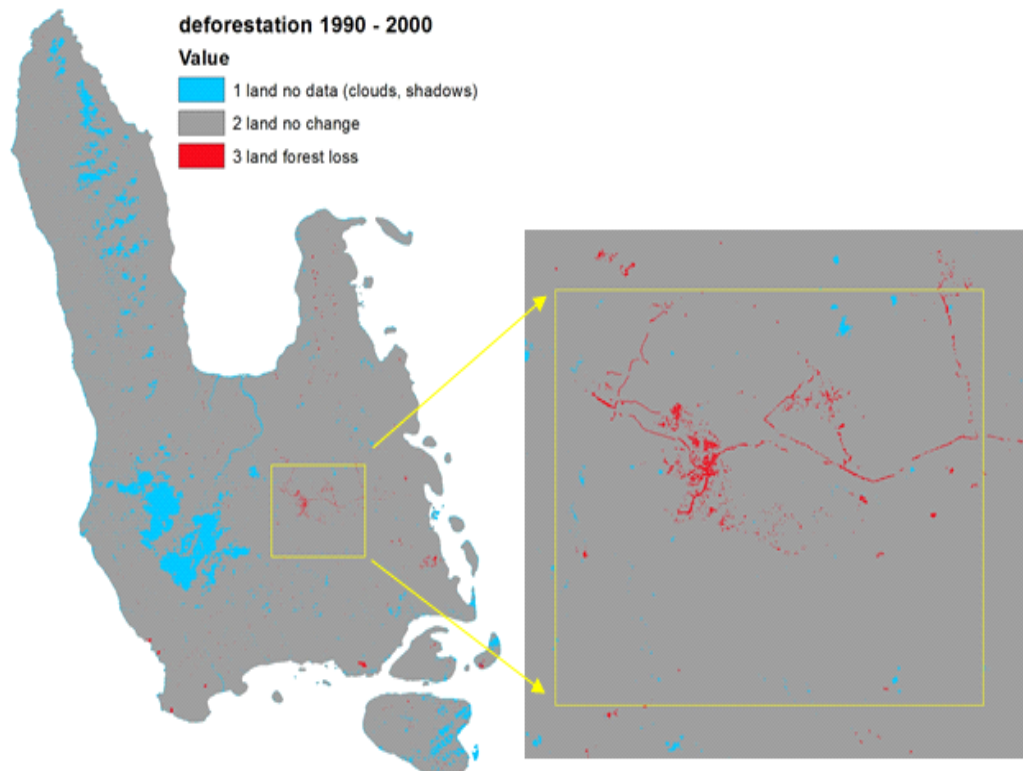 deforestation 1990 - 2000
Value
1 land no data (clouds, shadows)
2 land no change
3 land forest loss